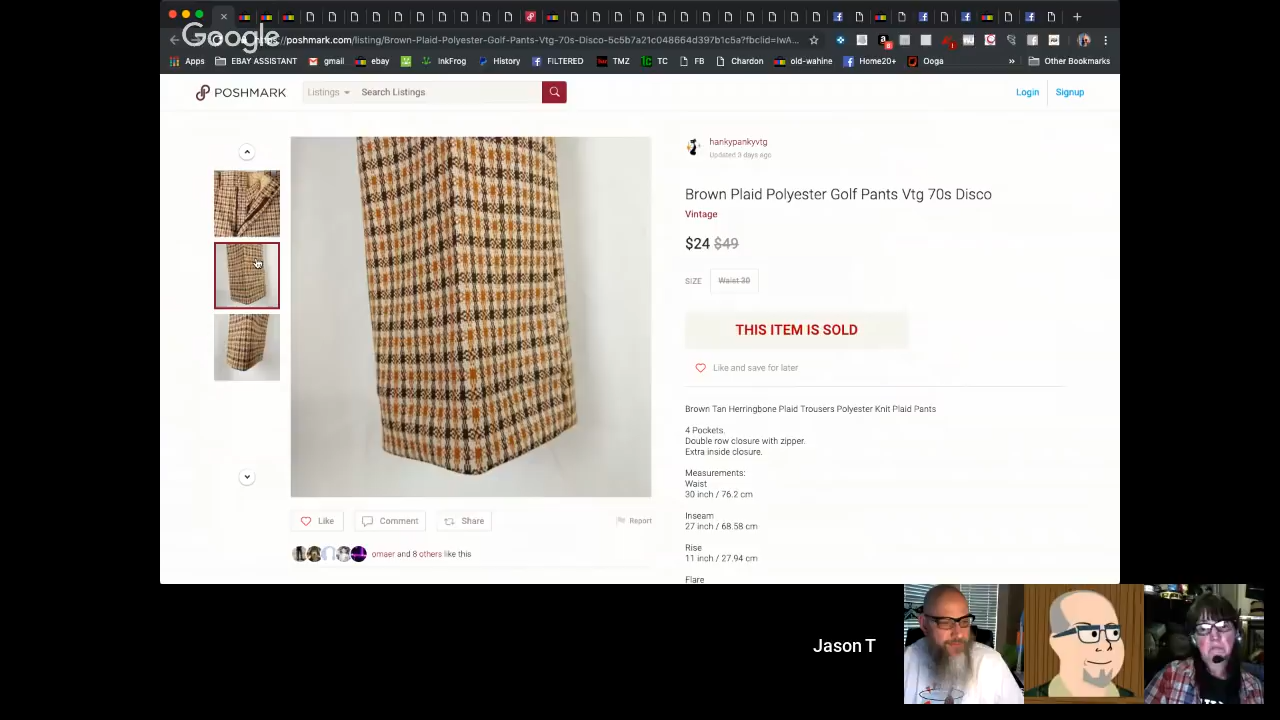 Google
https://poshmark.com/listing/Brown-Plaid-Polyester-Golf-Pants-Vtg-70s-Disco-5c5b7a21c048664d397b1c5a?fbclid=IwA...
Apps EBAY ASSISTANT gmail ebay InkFrog History FILTERED TMZ TC FB Charon old-wahine Home20+ Ooga » Other Bookmarks
POSHMARK Listings Search Listings Login Signup
hankypankyvtg
Updated 3 days ago
Brown Plaid Polyester Golf Pants Vtg 70s Disco
Vintage
$24 $49
SIZE Waist 30
THIS ITEM IS SOLD
Like and save for later
Brown Tan Herringbone Plaid Trousers Polyester Knit Plaid Pants
4 Pockets.
Double row closure with zipper.
Extra inside closure.
Measurements:
Waist
30 inch / 76.2 cm
Inseam
27 inch / 68.58 cm
Rise
11 inch / 27.94 cm
Flare
Like Comment Share Report
omaer and 8 others like this
Jason T